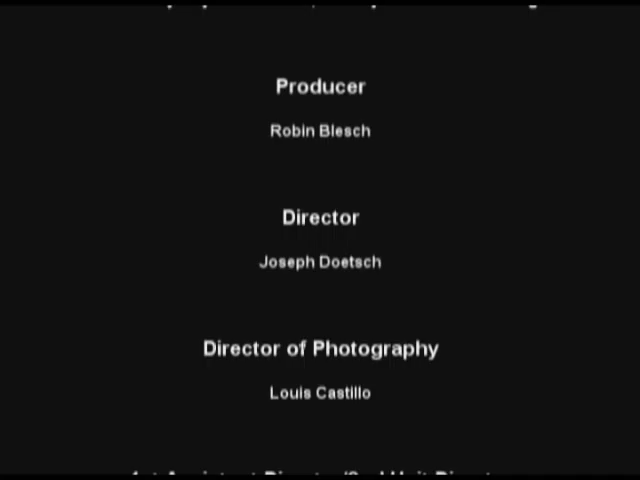 Producer
Robin Blesch
Director
Joseph Doetsch
Director of Photography
Louis Castillo